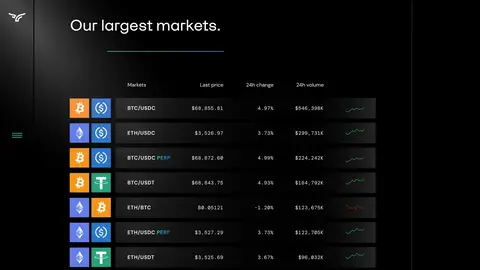 Our largest markets.
Markets Last price 24h change 24h volume
BTC/USDC $68,855.81 4.97% $546,398K
ETH/USDC $3,526.97 3.73% $299,731K
BTC/USDC PERP $68,872.60 4.99% $224,242K
BTC/USDT $68,843.75 4.93% $184,792K
ETH/BTC ₿0.05121 -1.20% $123,675K
ETH/USDC PERP $3,527.29 3.73% $122,705K
ETH/USDT $3,525.69 3.67% $96,032K